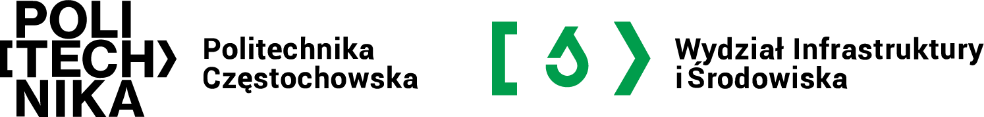 POLI
[TECH>
NIKA
Politechnika
Częstochowska
Wydział Infrastruktury
i Środowiska